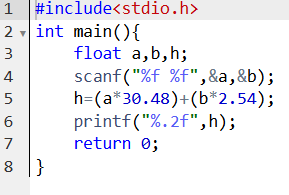 1 #include<stdio.h>
2 int main(){
3 float a,b,h;
4 scanf("%f %f",&a,&b);
5 h=(a*30.48)+(b*2.54);
6 printf("%.2f",h);
7 return 0;
8 }